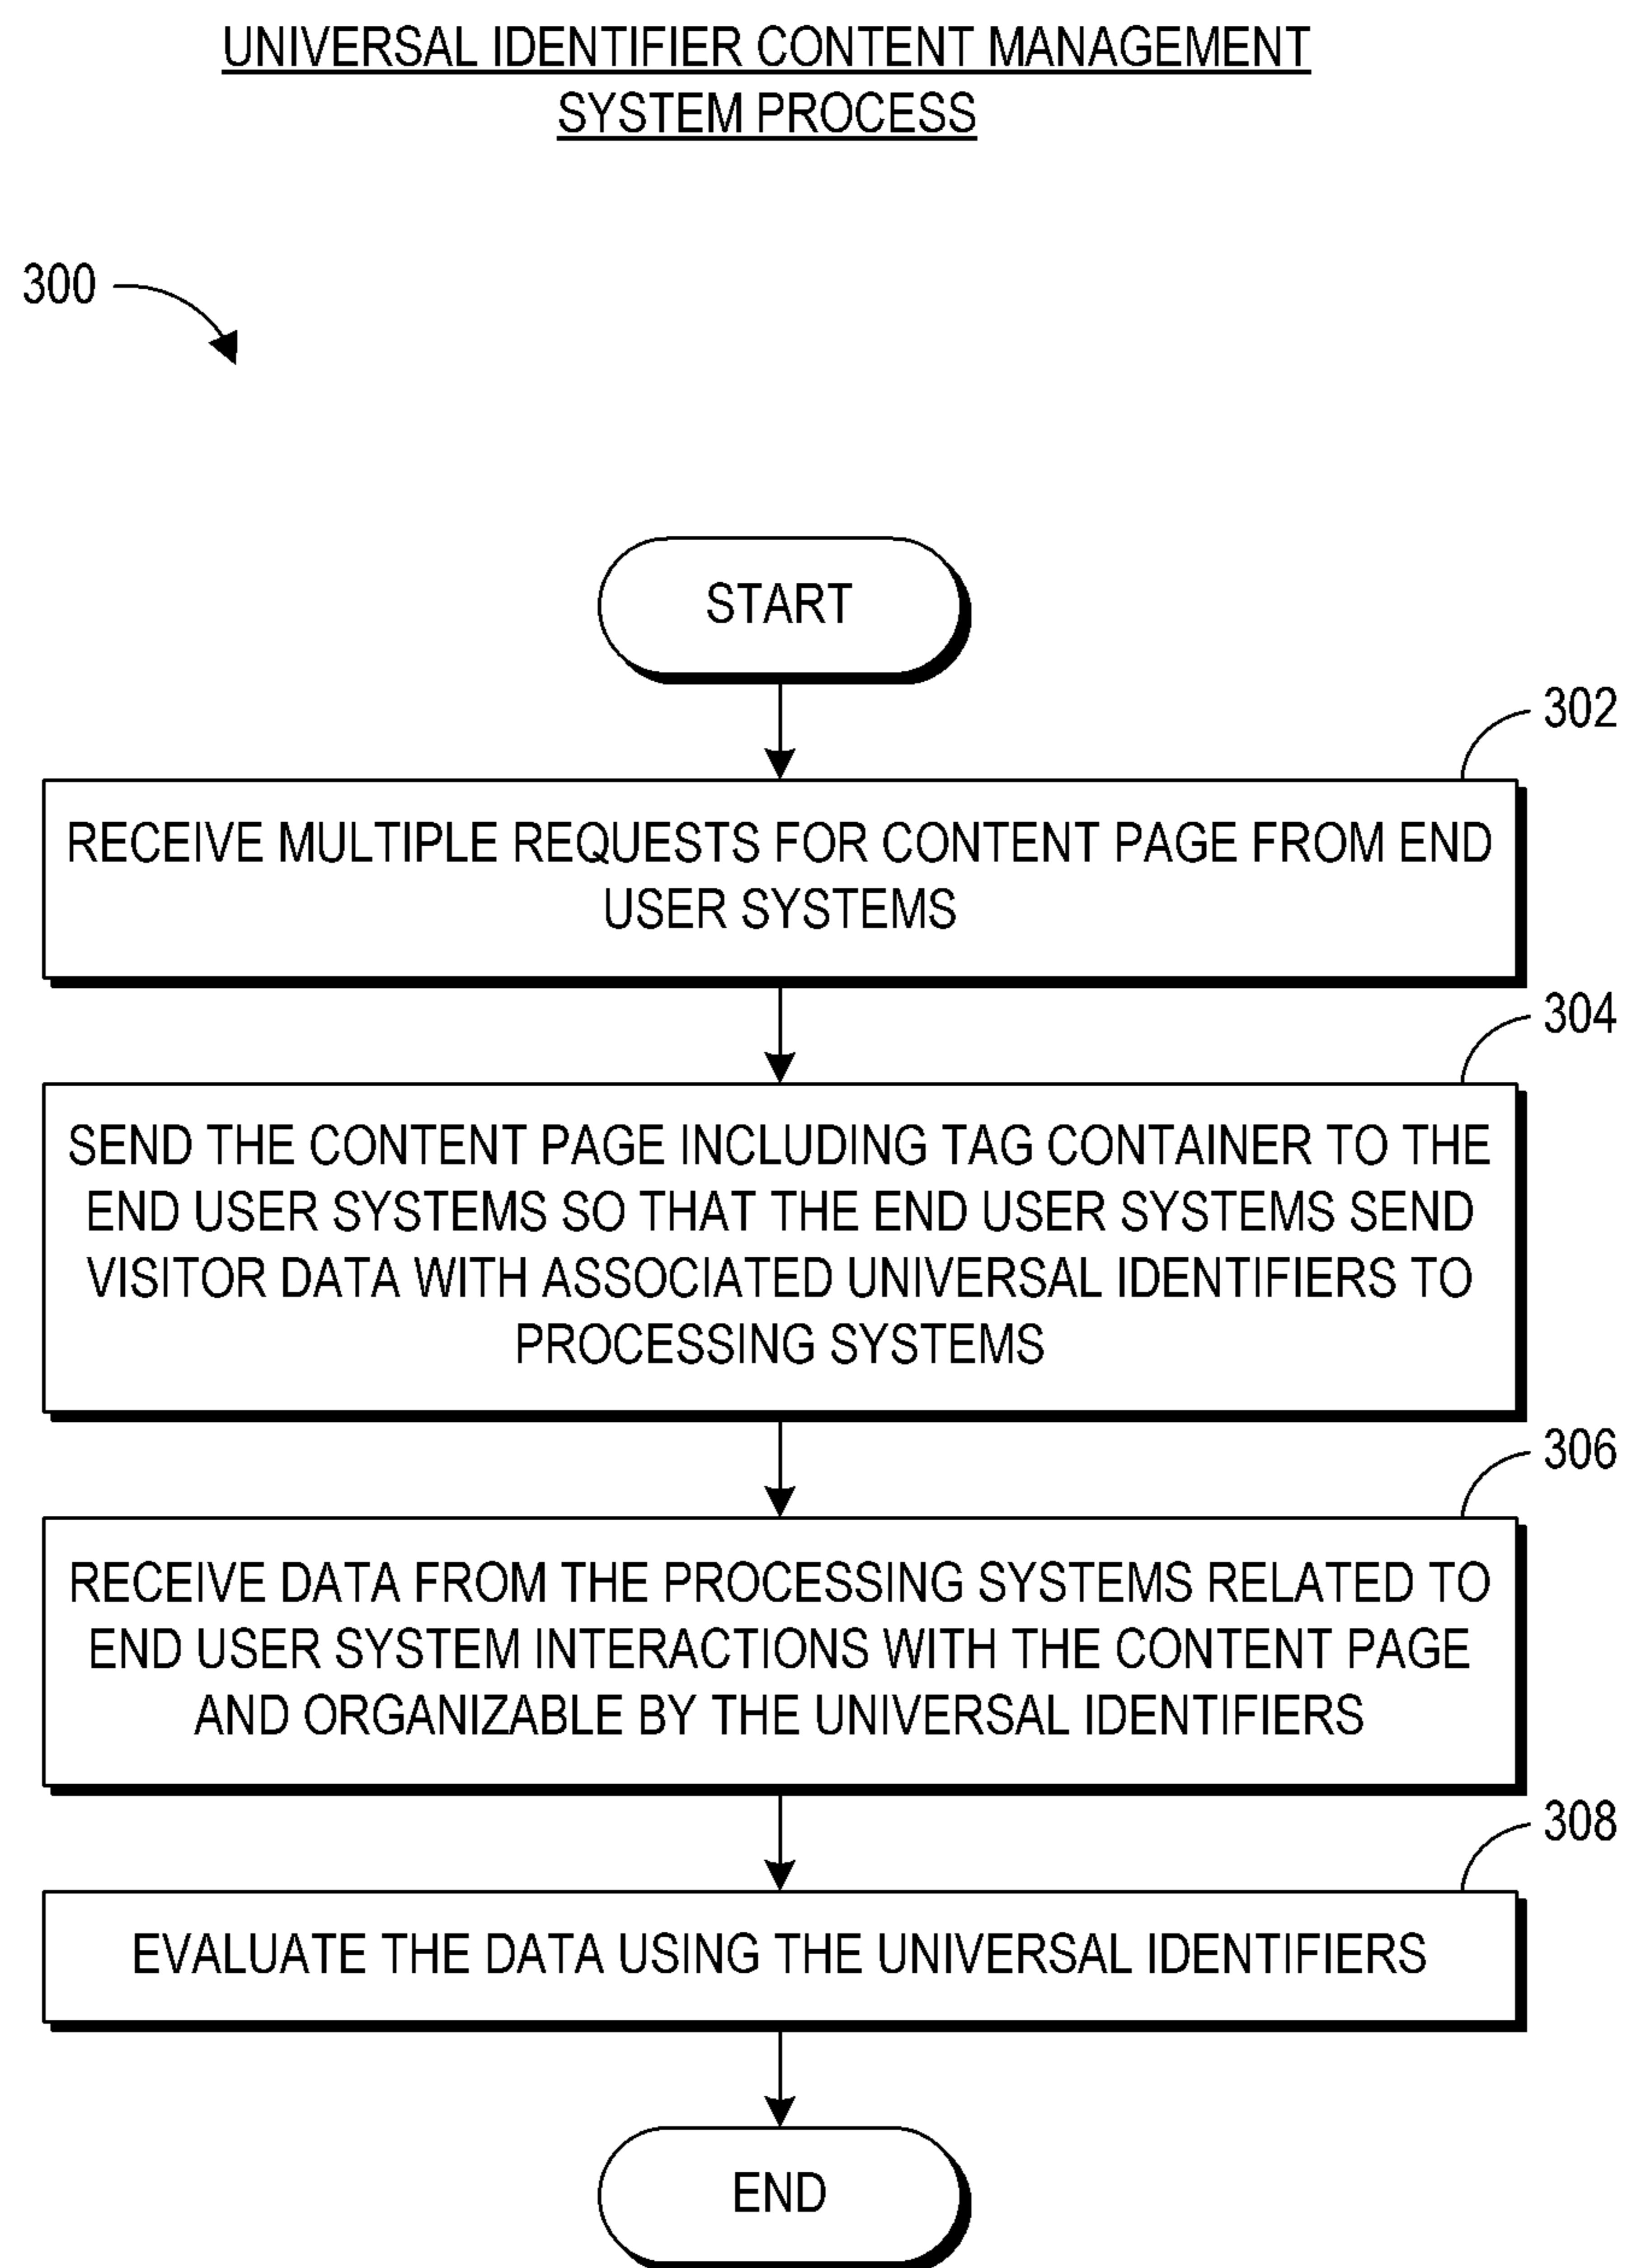 UNIVERSAL IDENTIFIER CONTENT MANAGEMENT
SYSTEM PROCESS
300
START
302
RECEIVE MULTIPLE REQUESTS FOR CONTENT PAGE FROM END
USER SYSTEMS
304
SEND THE CONTENT PAGE INCLUDING TAG CONTAINER TO THE
END USER SYSTEMS SO THAT THE END USER SYSTEMS SEND
VISITOR DATA WITH ASSOCIATED UNIVERSAL IDENTIFIERS TO
PROCESSING SYSTEMS
306
RECEIVE DATA FROM THE PROCESSING SYSTEMS RELATED TO
END USER SYSTEM INTERACTIONS WITH THE CONTENT PAGE
AND ORGANIZABLE BY THE UNIVERSAL IDENTIFIERS
308
EVALUATE THE DATA USING THE UNIVERSAL IDENTIFIERS
END